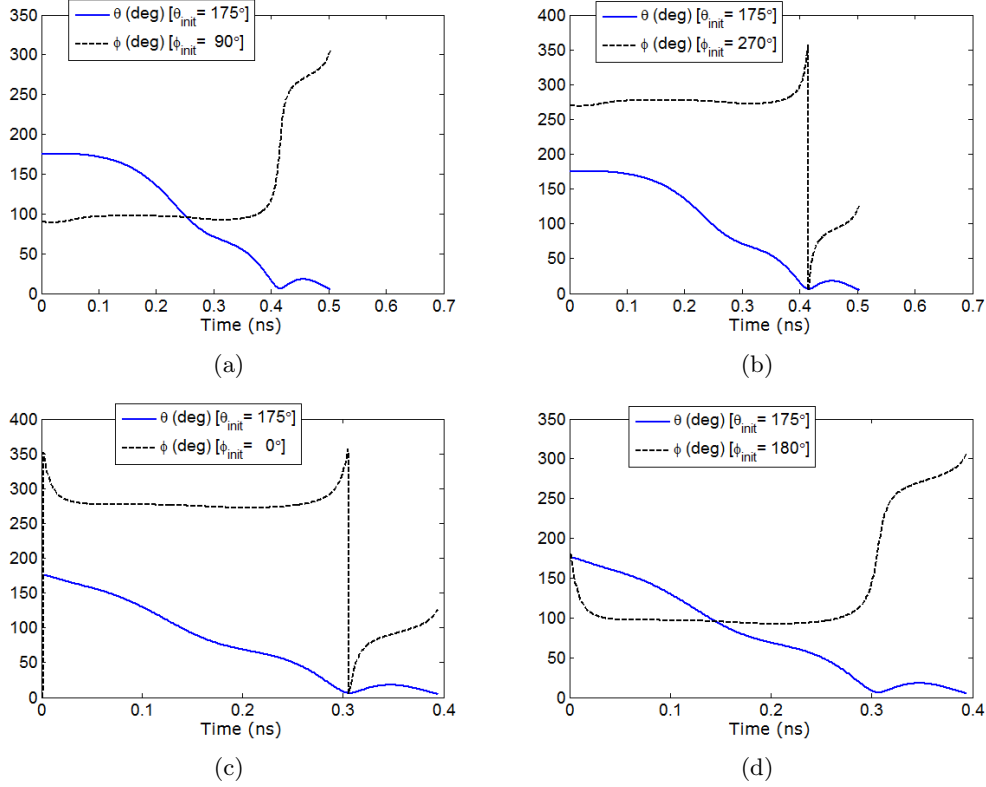 θ (deg) [θinit= 175°]
ϕ (deg) [ϕinit= 90°]
350
300
250
200
150
100
50
0
0 0.1 0.2 0.3 0.4 0.5 0.6 0.7
Time (ns)
(a)
θ (deg) [θinit= 175°]
ϕ (deg) [ϕinit= 270°]
400
350
300
250
200
150
100
50
0
0 0.1 0.2 0.3 0.4 0.5 0.6 0.7
Time (ns)
(b)
θ (deg) [θinit= 175°]
ϕ (deg) [ϕinit= 0°]
400
350
300
250
200
150
100
50
0
0 0.1 0.2 0.3 0.4
Time (ns)
(c)
θ (deg) [θinit= 175°]
ϕ (deg) [ϕinit= 180°]
350
300
250
200
150
100
50
0
0 0.1 0.2 0.3 0.4
Time (ns)
(d)